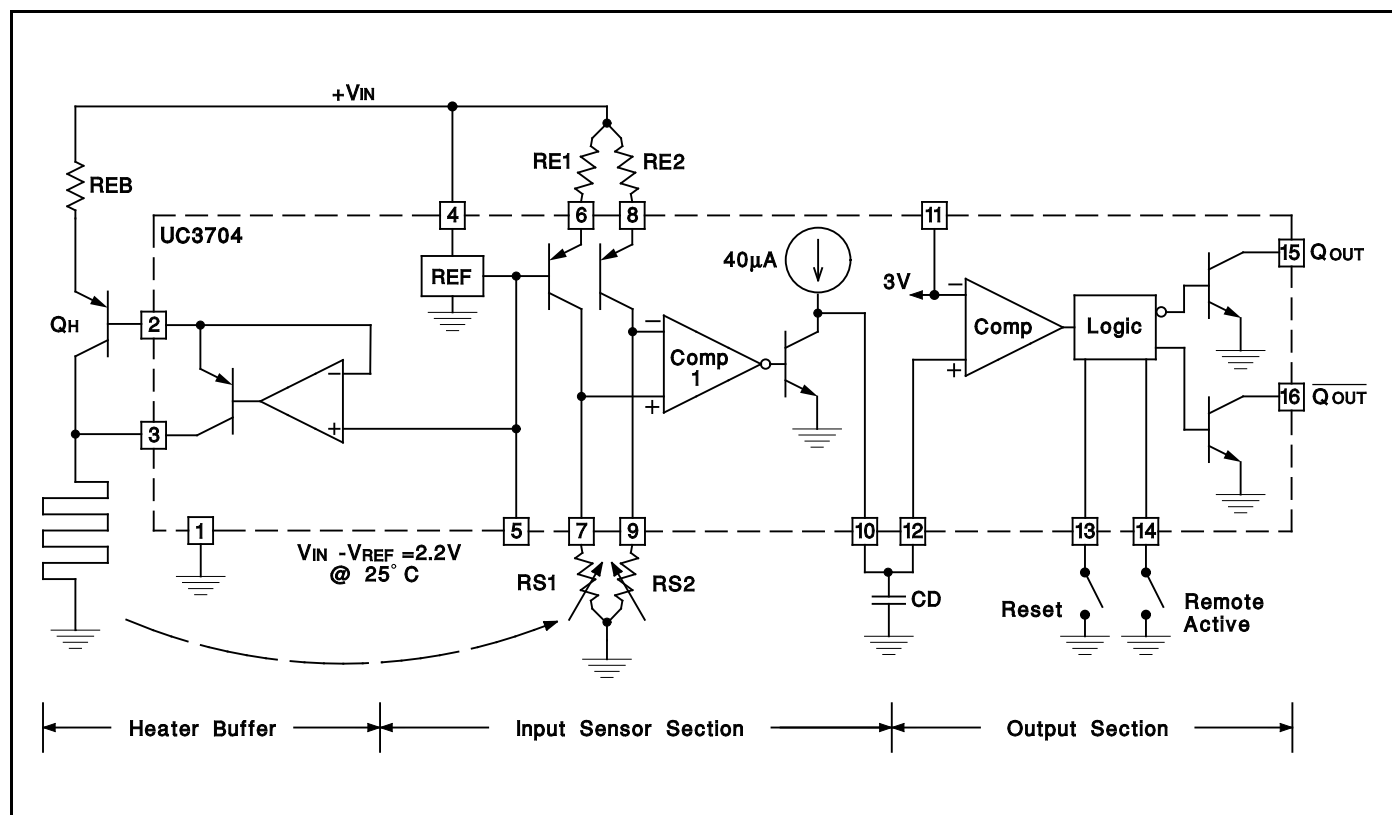 +VIN
REB
RE1
RE2
4
6
8
11
UC3704
REF
40µA
3V
15
QOUT
QH
2
Comp
1
Comp
Logic
−
+
−
+
−
+
16
QOUT
3
1
5
7
9
10
12
13
14
VIN -VREF =2.2V
@ 25° C
RS1
RS2
CD
Reset
Remote
Active
Heater Buffer
Input Sensor Section
Output Section